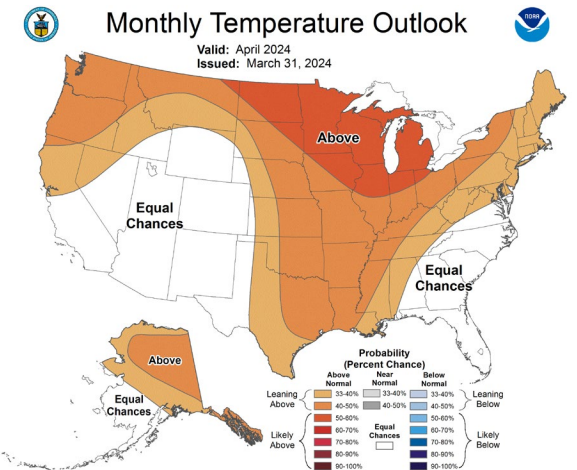 Monthly Temperature Outlook
Valid: April 2024
Issued: March 31, 2024
NOAA
Above
Equal
Chances
Equal
Chances
Above
Equal
Chances
Probability
(Percent Chance)
Above
Normal
Near
Normal
Below
Normal
Leaning
Above
33-40%
33-40%
33-40%
Leaning
Below
40-50%
40-50%
40-50%
Likely
Above
50-60%
50-60%
Likely
Below
60-70%
Equal
Chances
60-70%
70-80%
70-80%
80-90%
80-90%
90-100%
90-100%